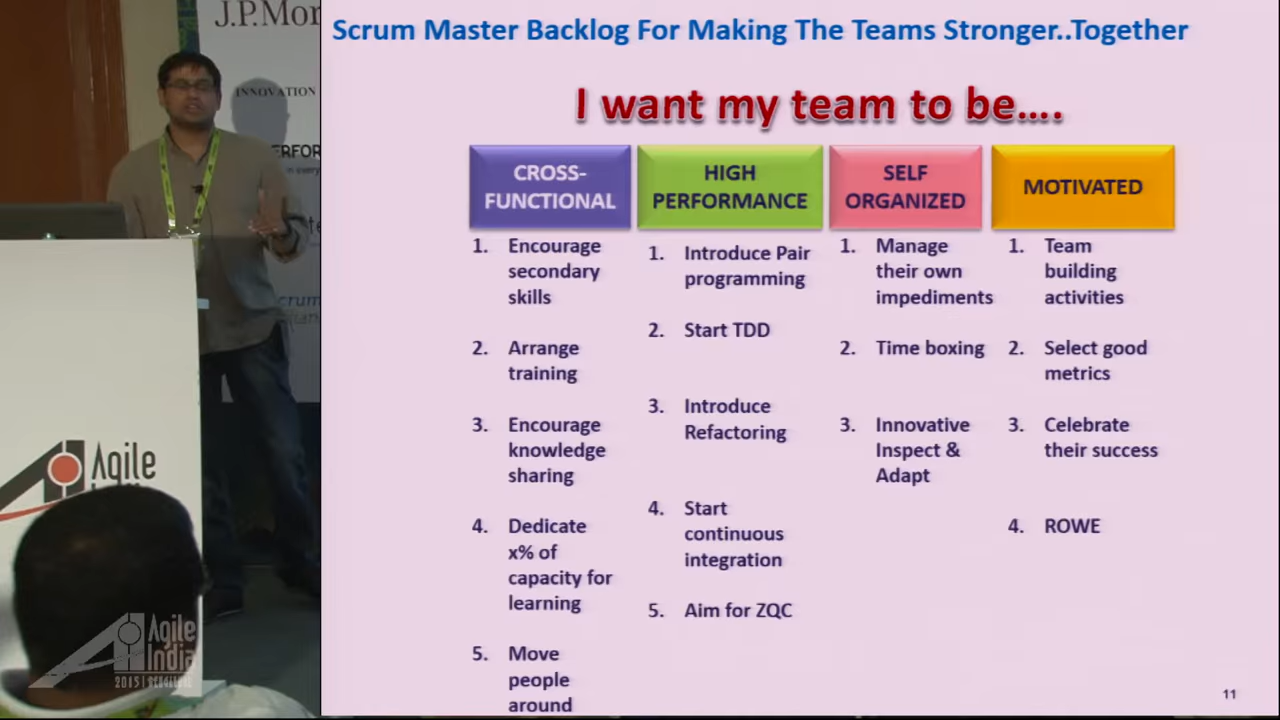 J.P.Mor
INNOVATION
ERFOR
in every
Scrum Master Backlog For Making The Teams Stronger..Together
I want my team to be....
CROSS-
FUNCTIONAL
1. Encourage
secondary
skills
2. Arrange
training
3. Encourage
knowledge
sharing
4. Dedicate
x% of
capacity for
learning
5. Move
people
around
HIGH
PERFORMANCE
1. Introduce Pair
programming
2. Start TDD
3. Introduce
Refactoring
4. Start
continuous
integration
5. Aim for ZQC
SELF
ORGANIZED
1. Manage
their own
impediments
2. Time boxing
3. Innovative
Inspect &
Adapt
MOTIVATED
1. Team
building
activities
2. Select good
metrics
3. Celebrate
their success
4. ROWE
11
Agile
Agile
India